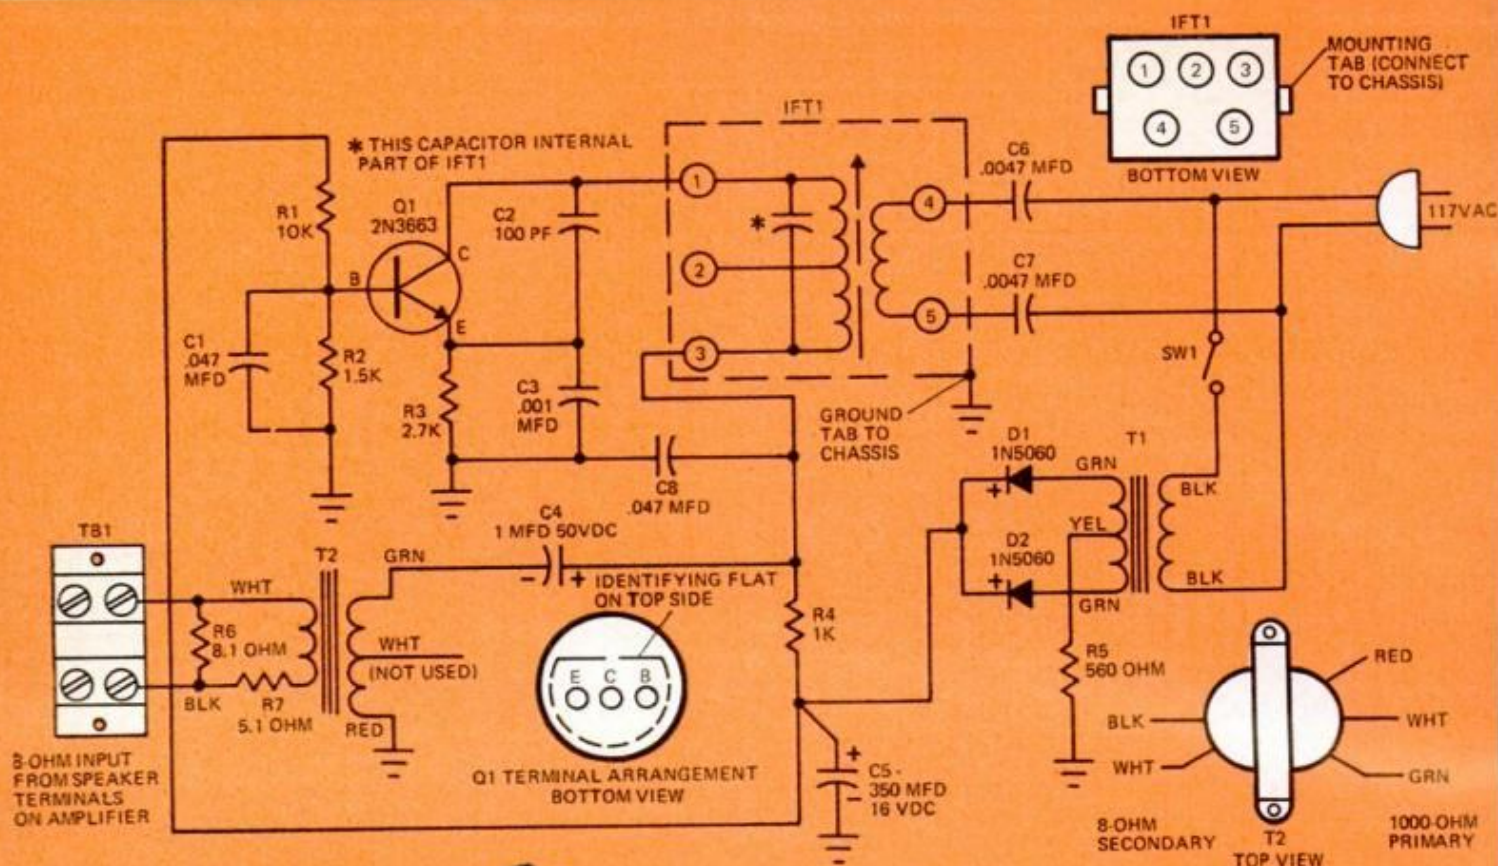 IFT1
1 2 3
4 5
MOUNTING
TAB (CONNECT
TO CHASSIS)
BOTTOM VIEW
IFT1
* THIS CAPACITOR INTERNAL
PART OF IFT1
R1
10K
Q1
2N3663
B
C
E
C2
100 PF
1
2
3
*
4
5
C6
.0047 MFD
C7
.0047 MFD
117VAC
SW1
C1
.047
MFD
R2
1.5K
R3
2.7K
C3
.001
MFD
C8
.047 MFD
GROUND
TAB TO
CHASSIS
D1
1N5060
+
GRN
T1
BLK
YEL
D2
1N5060
+
GRN
BLK
C4
1 MFD 50VDC
- +
TB1
T2
GRN
WHT
R6
8.1 OHM
WHT
(NOT USED)
BLK
R7
5.1 OHM
RED
IDENTIFYING FLAT
ON TOP SIDE
E C B
Q1 TERMINAL ARRANGEMENT
BOTTOM VIEW
R4
1K
R5
560 OHM
+
C5 -
350 MFD
16 VDC
-
8-OHM INPUT
FROM SPEAKER
TERMINALS
ON AMPLIFIER
RED
BLK
WHT
WHT
GRN
8-OHM
SECONDARY
T2
TOP VIEW
1000-OHM
PRIMARY